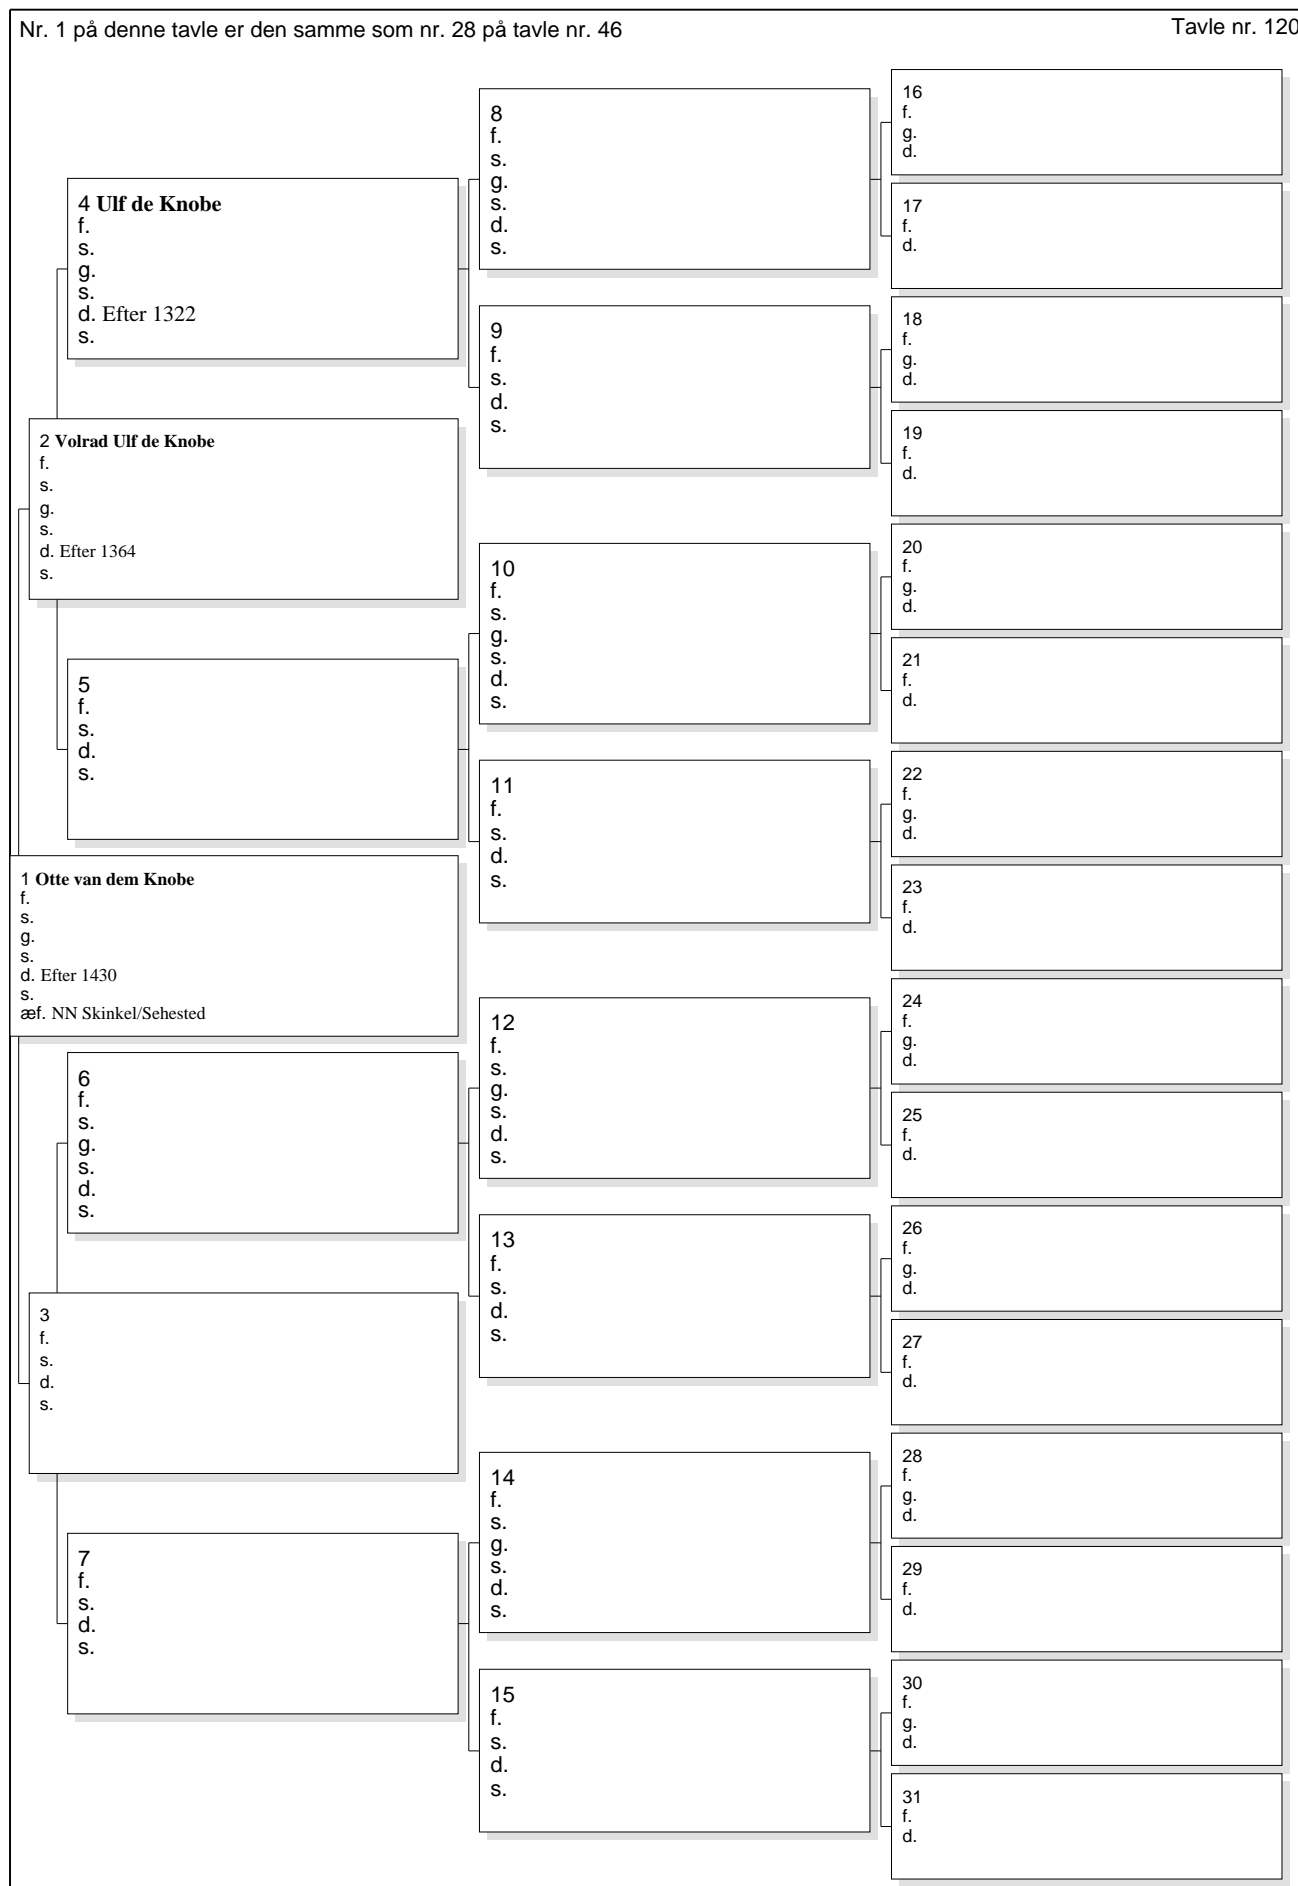 Nr. 1 på denne tavle er den samme som nr. 28 på tavle nr. 46
Tavle nr. 120
4 Ulf de Knobe
f.
s.
g.
s.
d. Efter 1322
s.
2 Volrad Ulf de Knobe
f.
s.
g.
s.
d. Efter 1364
s.
5
f.
s.
d.
s.
1 Otte van dem Knobe
f.
s.
g.
s.
d. Efter 1430
s.
æf. NN Skinkel/Sehested
6
f.
s.
g.
s.
d.
s.
3
f.
s.
d.
s.
7
f.
s.
d.
s.
8
f.
s.
g.
s.
d.
s.
9
f.
s.
d.
s.
10
f.
s.
g.
s.
d.
s.
11
f.
s.
d.
s.
12
f.
s.
g.
s.
d.
s.
13
f.
s.
d.
s.
14
f.
s.
g.
s.
d.
s.
15
f.
s.
d.
s.
16
f.
g.
d.
17
f.
d.
18
f.
g.
d.
19
f.
d.
20
f.
g.
d.
21
f.
d.
22
f.
g.
d.
23
f.
d.
24
f.
g.
d.
25
f.
d.
26
f.
g.
d.
27
f.
d.
28
f.
g.
d.
29
f.
d.
30
f.
g.
d.
31
f.
d.